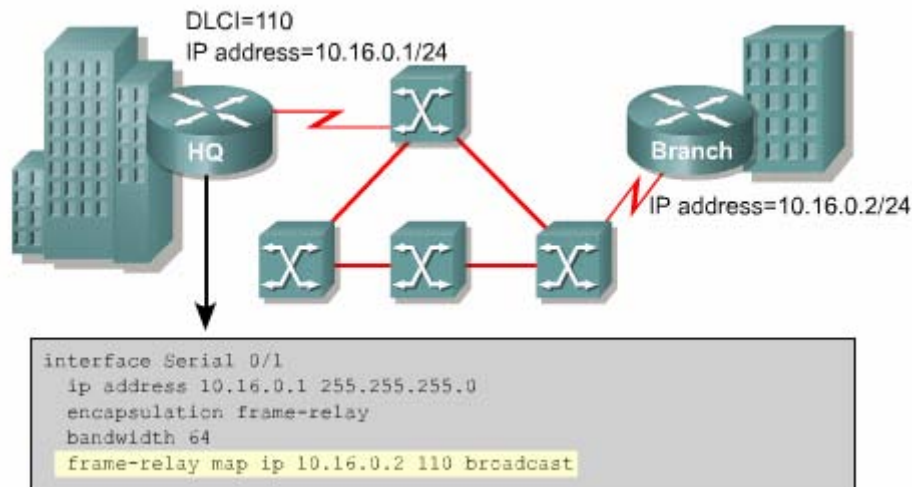 DLCI=110
IP address=10.16.0.1/24
HQ
Branch
IP address=10.16.0.2/24
interface Serial 0/1
ip address 10.16.0.1 255.255.255.0
encapsulation frame-relay
bandwidth 64
frame-relay map ip 10.16.0.2 110 broadcast